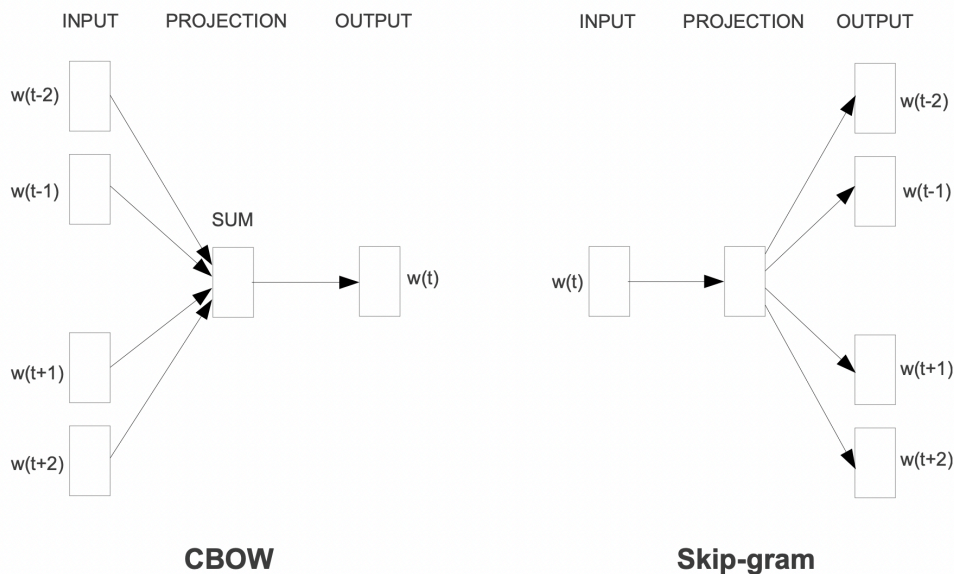 INPUT PROJECTION OUTPUT
w(t-2)
w(t-1)
SUM
w(t)
w(t+1)
w(t+2)
CBOW
INPUT PROJECTION OUTPUT
w(t-2)
w(t-1)
w(t)
w(t+1)
w(t+2)
Skip-gram